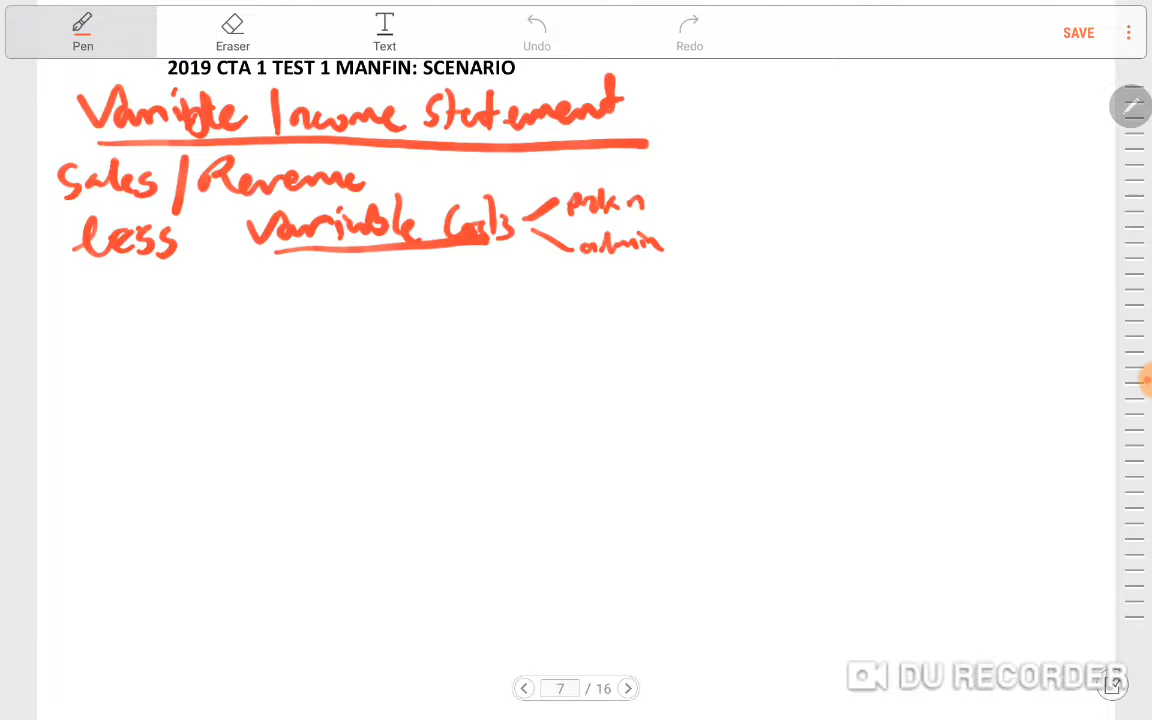 Pen Eraser Text Undo Redo SAVE
2019 CTA 1 TEST 1 MANFIN: SCENARIO
Variable Income Statement
Sales / Revenue
less Variable Costs
admin
7 / 16
DU RECORDER